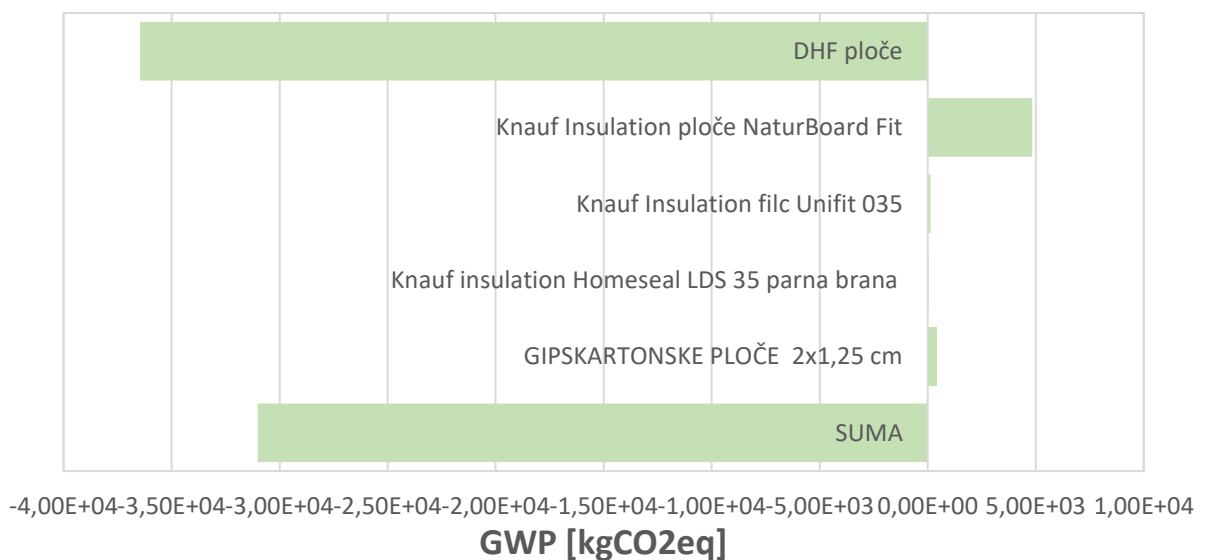 DHF ploče
Knauf Insulation ploče NaturBoard Fit
Knauf Insulation filc Unifit 035
Knauf insulation Homeseal LDS 35 parna brana
GIPSKARTONSKE PLOČE 2x1,25 cm
SUMA
-4,00E+04-3,50E+04-3,00E+04-2,50E+04-2,00E+04-1,50E+04-1,00E+04-5,00E+03 0,00E+00 5,00E+03 1,00E+04
GWP [kgCO2eq]